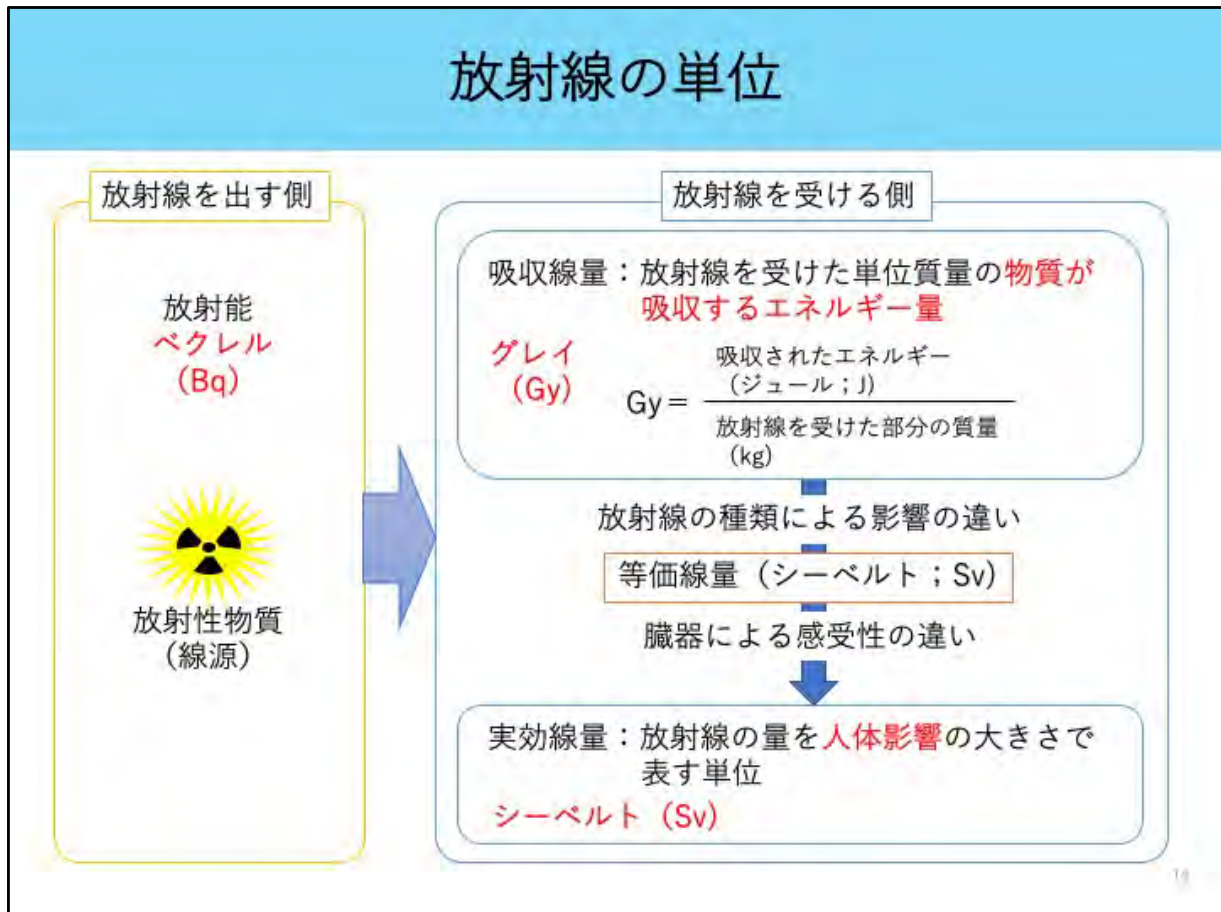 放射線の単位
放射線を出す側
放射能
ベクレル
(Bq)
放射性物質
(線源)
放射線を受ける側
吸収線量：放射線を受けた単位質量の物質が
吸収するエネルギー量
グレイ
(Gy)
Gy＝
吸収されたエネルギー
(ジュール；J)
放射線を受けた部分の質量
(kg)
放射線の種類による影響の違い
等価線量（シーベルト；Sv）
臓器による感受性の違い
実効線量：放射線の量を人体影響の大きさで
表す単位
シーベルト（Sv）